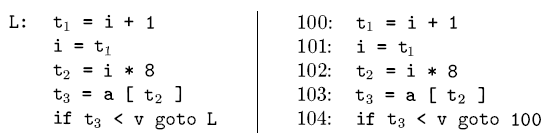 L: t₁ = i + 1
i = t₁
t₂ = i * 8
t₃ = a [ t₂ ]
if t₃ < v goto L
100: t₁ = i + 1
101: i = t₁
102: t₂ = i * 8
103: t₃ = a [ t₂ ]
104: if t₃ < v goto 100